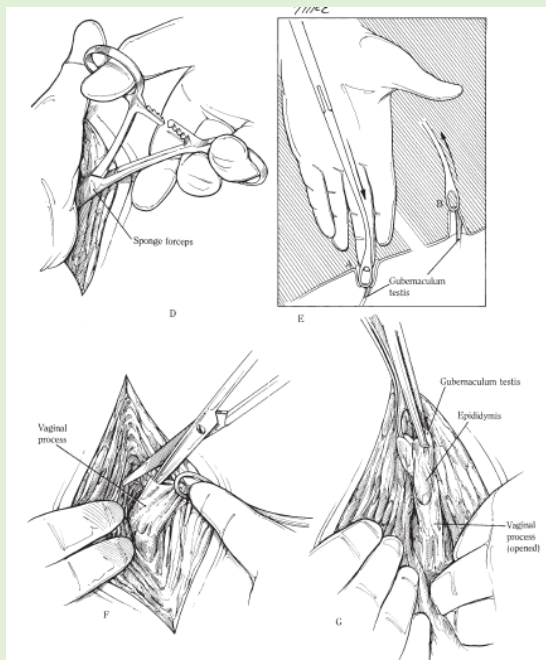 Sponge forceps
D
A
B
Gubernaculum
testis
E
Vaginal
process
F
Gubernaculum testis
Epididymis
Vaginal
process
(opened)
G